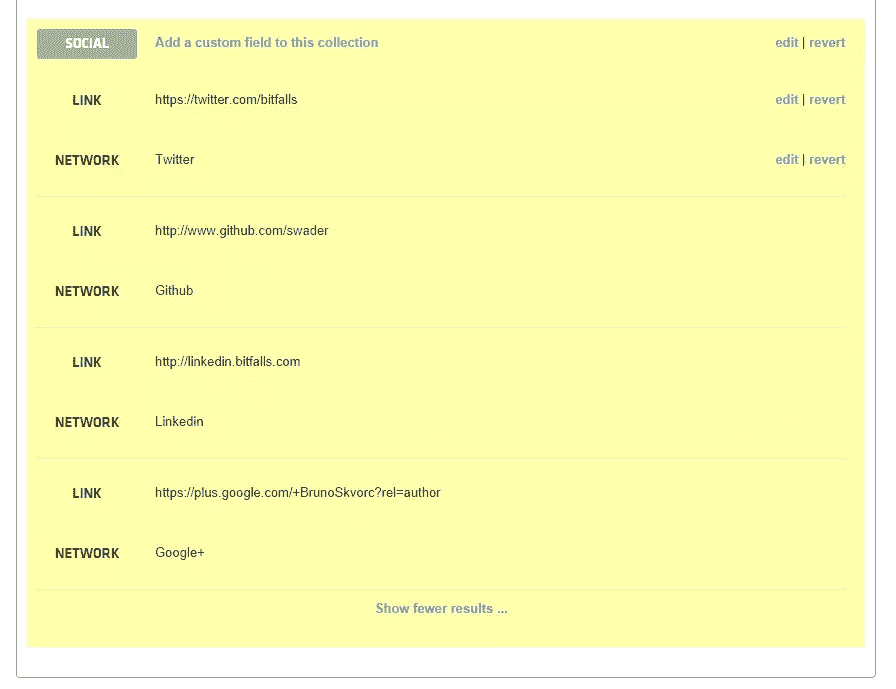 SOCIAL Add a custom field to this collection edit | revert
LINK https://twitter.com/bitfalls edit | revert
NETWORK Twitter edit | revert
LINK http://www.github.com/swader
NETWORK Github
LINK http://linkedin.bitfalls.com
NETWORK Linkedin
LINK https://plus.google.com/+BrunoSkvorc?rel=author
NETWORK Google+
Show fewer results ...